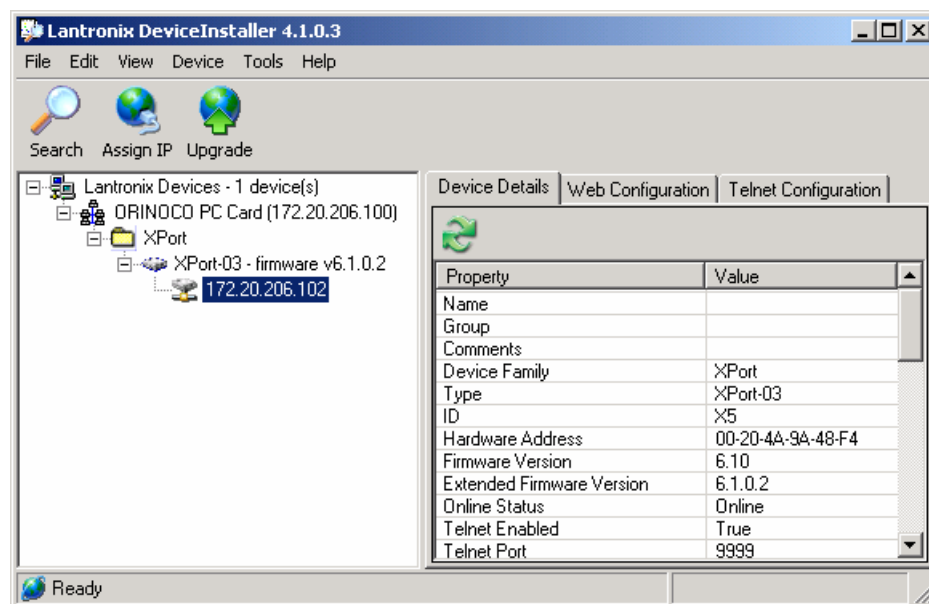 Lantronix DeviceInstaller 4.1.0.3
File Edit View Device Tools Help
Search Assign IP Upgrade
Lantronix Devices - 1 device(s)
ORINOCO PC Card (172.20.206.100)
XPort
XPort-03 - firmware v6.1.0.2
172.20.206.102
Device Details Web Configuration Telnet Configuration
Property Value
Name
Group
Comments
Device Family XPort
Type XPort-03
ID X5
Hardware Address 00-20-4A-9A-48-F4
Firmware Version 6.10
Extended Firmware Version 6.1.0.2
Online Status Online
Telnet Enabled True
Telnet Port 9999
Ready